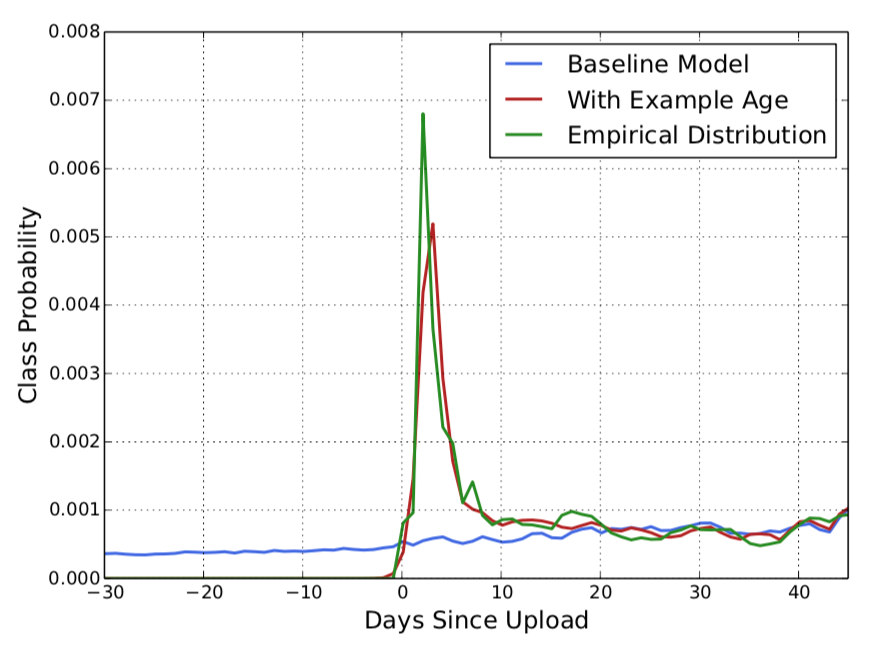 0.008
0.007
0.006
0.005
0.004
0.003
0.002
0.001
0.000
Class Probability
Baseline Model
With Example Age
Empirical Distribution
−30 −20 −10 0 10 20 30 40
Days Since Upload